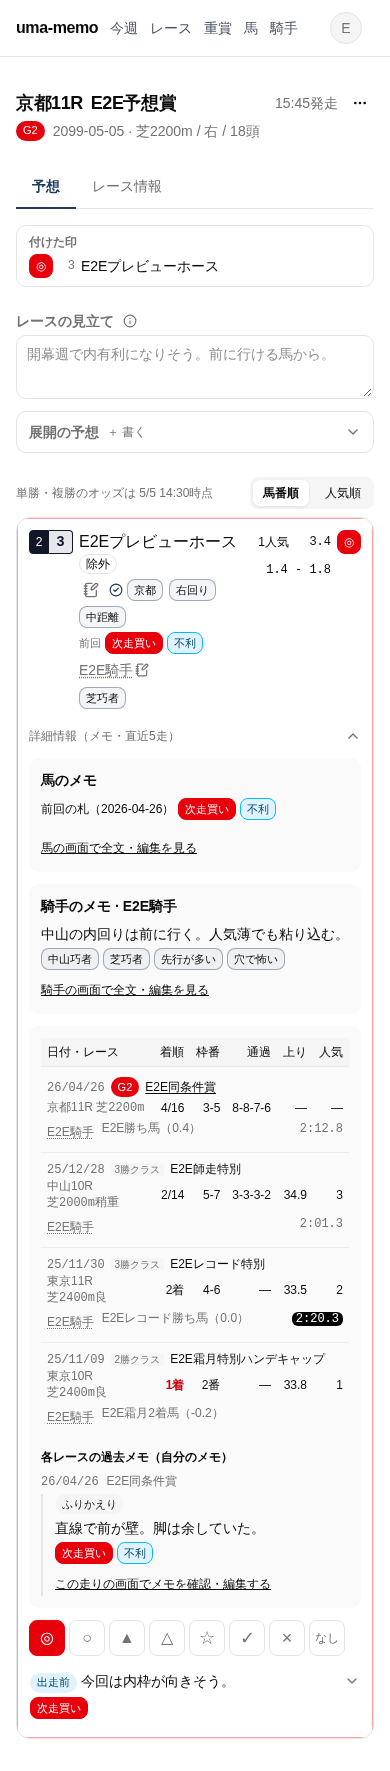 uma-memo 今週 レース 重賞 馬 騎手 E
京都11R E2E予想賞 15:45発走 …
G2 2099-05-05 · 芝2200m / 右 / 18頭
予想 レース情報
付けた印
◎ 3 E2Eプレビューホース
レースの見立て
開幕週で内有利になりそう。前に行ける馬から。
展開の予想 + 書く
単勝・複勝のオッズは 5/5 14:30時点 馬番順 人気順
2 3 E2Eプレビューホース 1人気 3.4 ◎
除外 1.4 - 1.8
京都 右回り
中距離
前回 次走買い 不利
E2E騎手
芝巧者
詳細情報（メモ・直近5走）
馬のメモ
前回の札（2026-04-26） 次走買い 不利
馬の画面で全文・編集を見る
騎手のメモ · E2E騎手
中山の内回りは前に行く。人気薄でも粘り込む。
中山巧者 芝巧者 先行が多い 穴で怖い
騎手の画面で全文・編集を見る
日付・レース 着順 枠番 通過 上り 人気
26/04/26 G2 E2E同条件賞
京都11R 芝2200m 4/16 3-5 8-8-7-6 — —
E2E騎手 E2E勝ち馬（0.4） 2:12.8
25/12/28 3勝クラス E2E師走特別
中山10R
芝2000m稍重 2/14 5-7 3-3-3-2 34.9 3
E2E騎手 2:01.3
25/11/30 3勝クラス E2Eレコード特別
東京11R
芝2400m良 2着 4-6 — 33.5 2
E2E騎手 E2Eレコード勝ち馬（0.0） 2:20.3
25/11/09 2勝クラス E2E霜月特別ハンデキャップ
東京10R
芝2400m良 1着 2番 — 33.8 1
E2E騎手 E2E霜月2着馬（-0.2）
各レースの過去メモ（自分のメモ）
26/04/26 E2E同条件賞
ふりかえり
直線で前が壁。脚は余していた。
次走買い 不利
この走りの画面でメモを確認・編集する
◎ ○ ▲ △ ☆ ✓ × なし
出走前 今回は内枠が向きそう。
次走買い